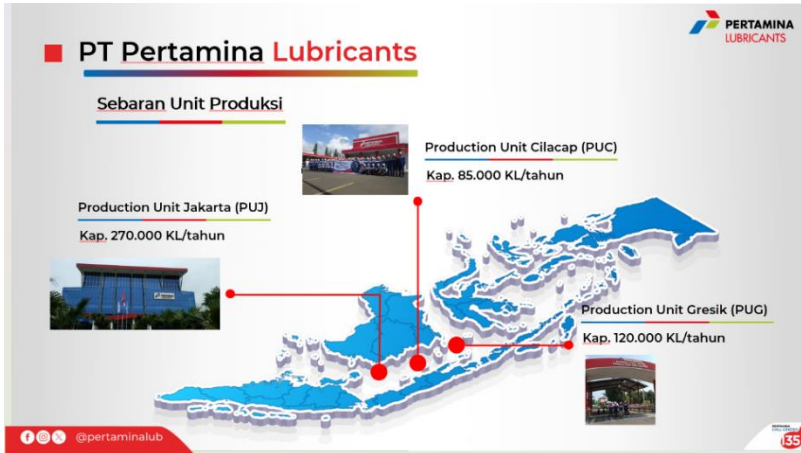 PT Pertamina Lubricants
PERTAMINA
LUBRICANTS
Sebaran Unit Produksi
Production Unit Cilacap (PUC)
Kap. 85.000 KL/tahun
Production Unit Jakarta (PUJ)
Kap. 270.000 KL/tahun
Production Unit Gresik (PUG)
Kap. 120.000 KL/tahun
@pertaminalub
135